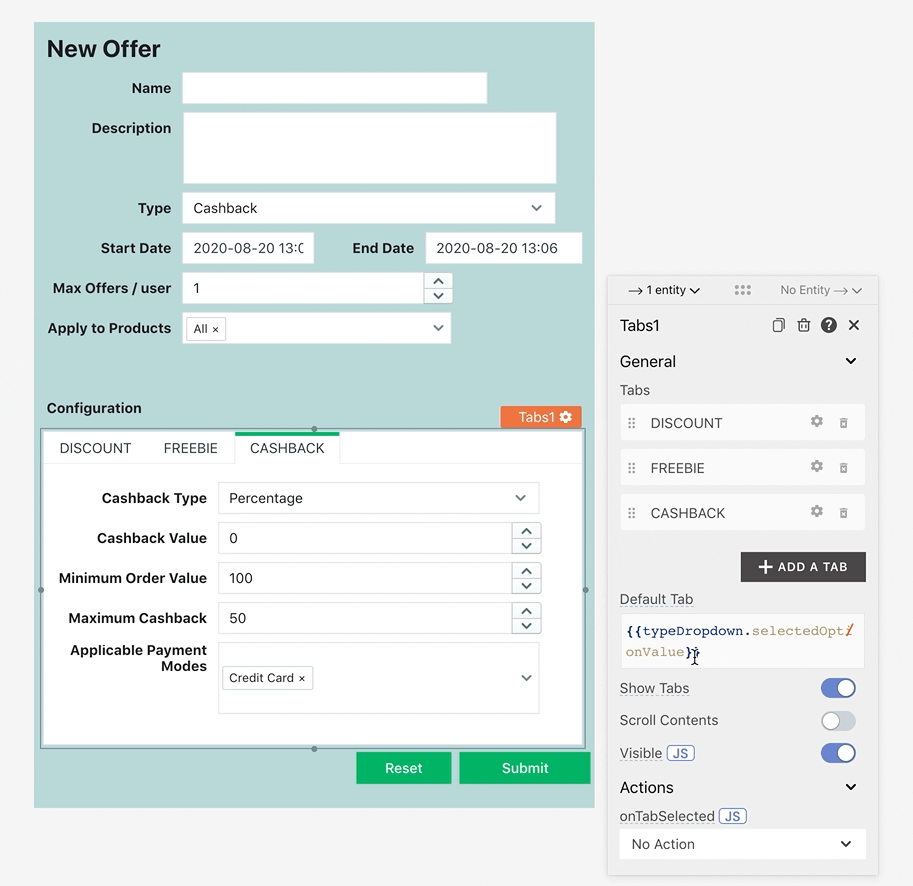 New Offer
Name
Description
Type
Cashback
Start Date
2020-08-20 13:0
End Date
2020-08-20 13:06
Max Offers / user
1
Apply to Products
All ×
Configuration
Tabs1
DISCOUNT
FREEBIE
CASHBACK
Cashback Type
Percentage
Cashback Value
0
Minimum Order Value
100
Maximum Cashback
50
Applicable Payment
Modes
Credit Card ×
Reset
Submit
→ 1 entity
No Entity →
Tabs1
General
Tabs
DISCOUNT
FREEBIE
CASHBACK
+ ADD A TAB
Default Tab
{{typeDropdown.selectedOpti
onValue}}
Show Tabs
Scroll Contents
Visible JS
Actions
onTabSelected JS
No Action